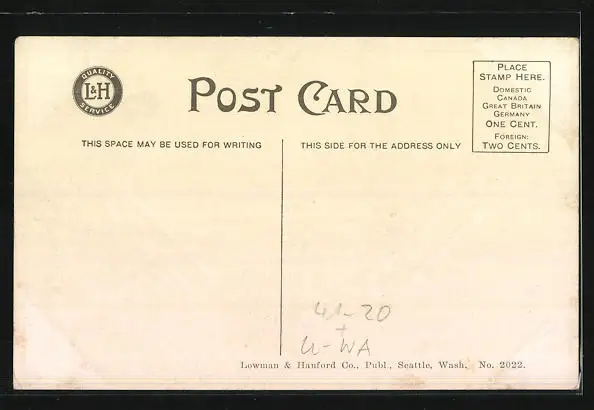 QUALITY
L&H
SERVICE
POST CARD
PLACE
STAMP HERE.
DOMESTIC
CANADA
GREAT BRITAIN
GERMANY
ONE CENT.
FOREIGN:
TWO CENTS.
THIS SPACE MAY BE USED FOR WRITING
THIS SIDE FOR THE ADDRESS ONLY
U-WA
Lowman & Hanford Co., Publ., Seattle, Wash. No. 2022.